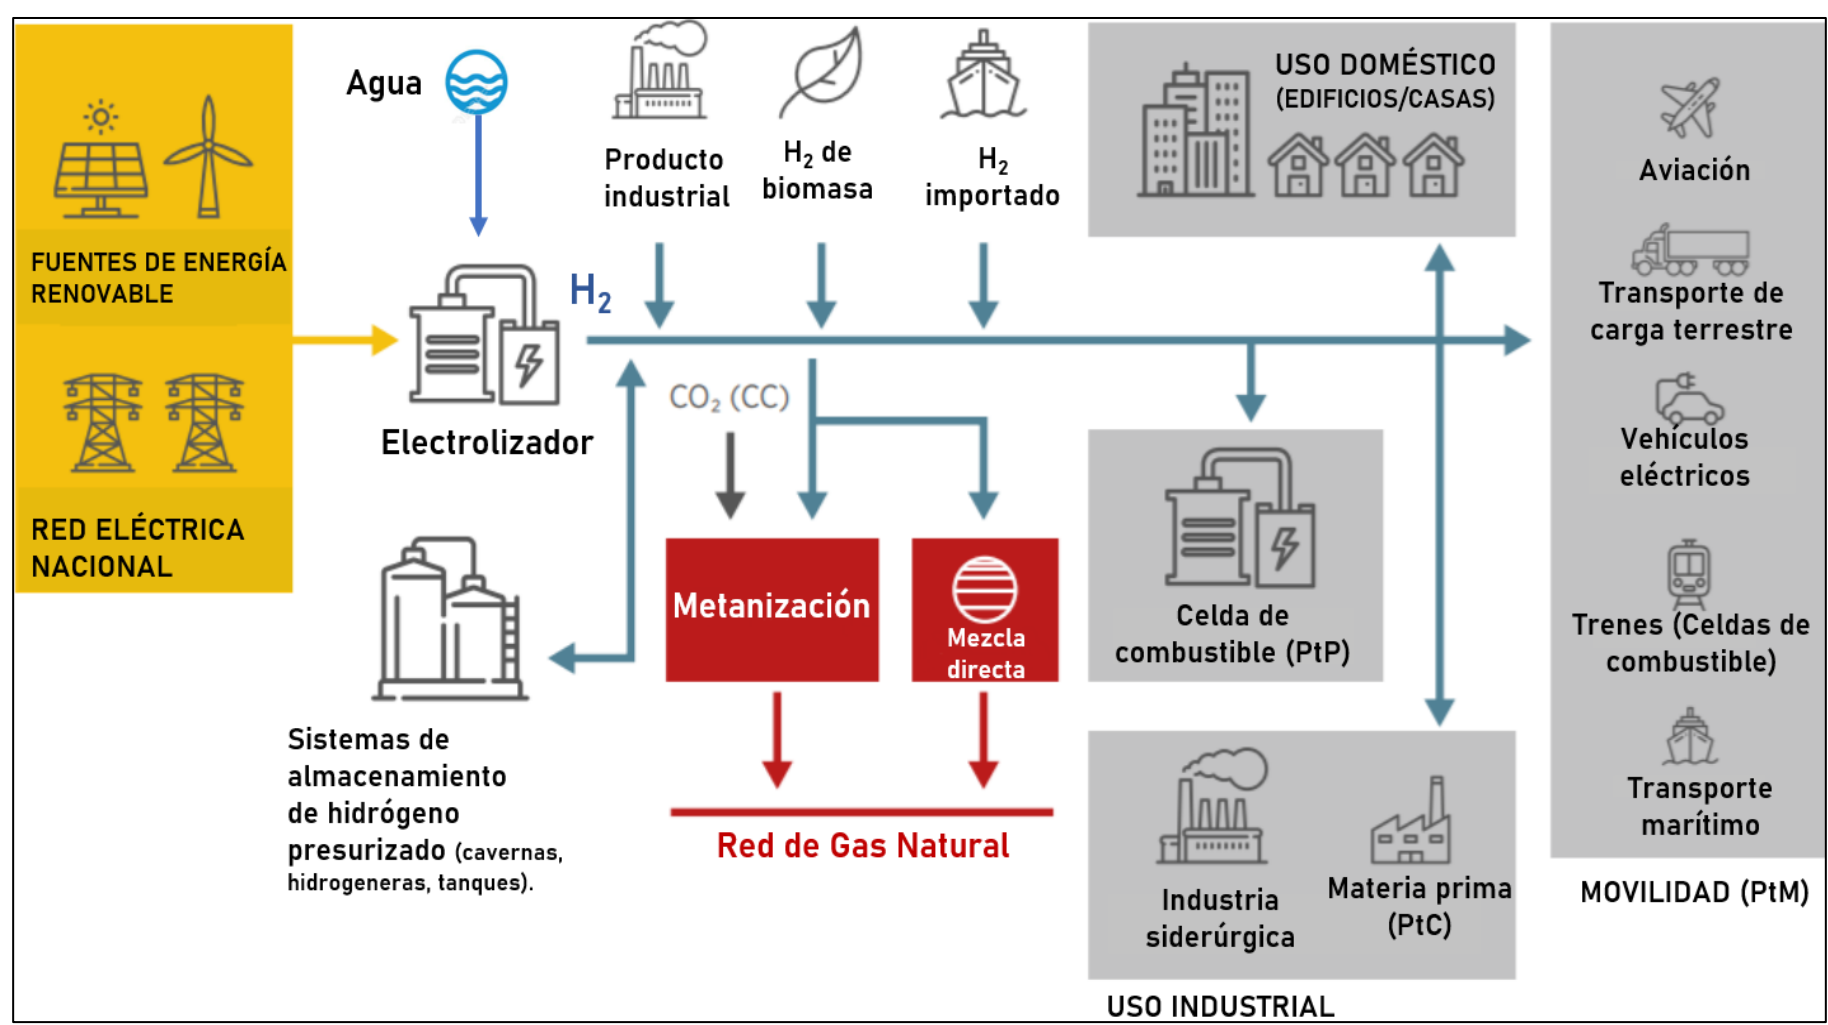 FUENTES DE ENERGÍA
RENOVABLE
RED ELÉCTRICA
NACIONAL
Agua
Electrolizador
H₂
Sistemas de
almacenamiento
de hidrógeno
presurizado (cavernas,
hidrogeneras, tanques).
Producto
industrial
H₂ de
biomasa
H₂
importado
CO₂ (CC)
Metanización
Mezcla
directa
Red de Gas Natural
USO DOMÉSTICO
(EDIFICIOS/CASAS)
Celda de
combustible (PtP)
Industria
siderúrgica
Materia prima
(PtC)
USO INDUSTRIAL
Aviación
Transporte de
carga terrestre
Vehículos
eléctricos
Trenes (Celdas de
combustible)
Transporte
marítimo
MOVILIDAD (PtM)